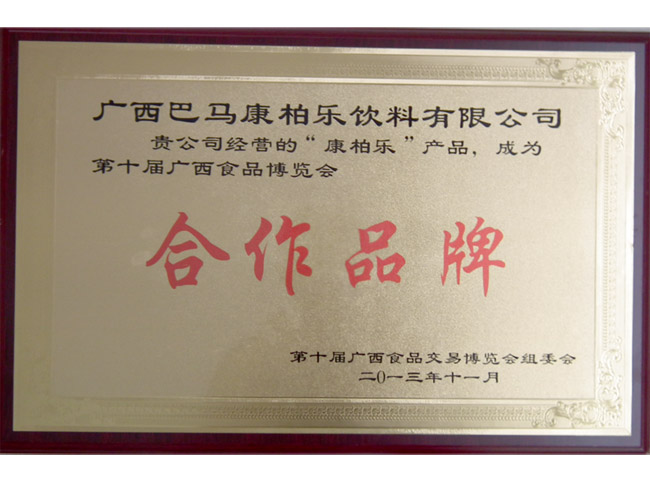 广西巴马康柏乐饮料有限公司
贵公司经营的“康柏乐”产品，成为
第十届广西食品博览会
合作品牌
第十届广西食品交易博览会组委会
二〇一三年十一月